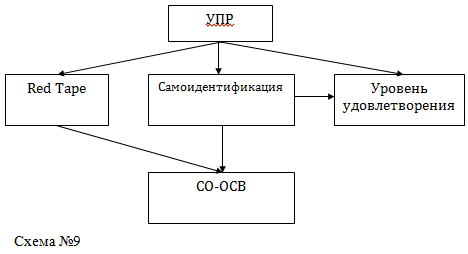 УПР
Red Tape
Самоидентификация
Уровень
удовлетворения
СО-ОСВ
Схема №9